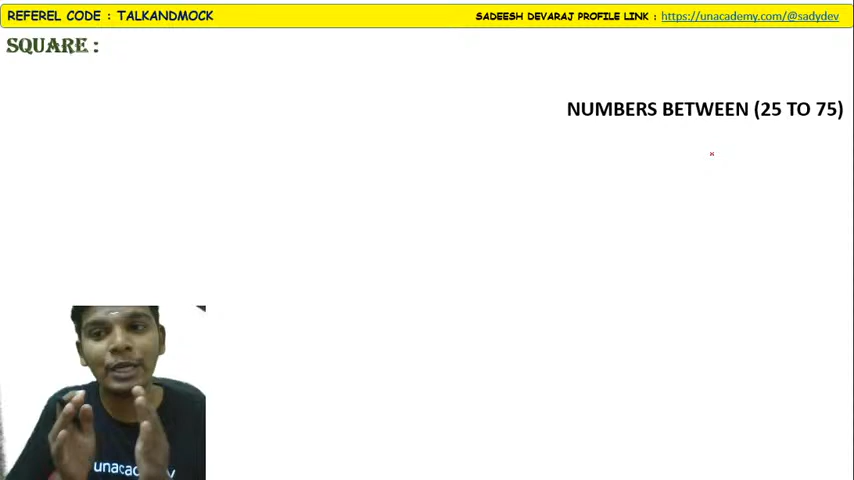 REFEREL CODE : TALKANDMOCK
SADEESH DEVARAJ PROFILE LINK : https://unacademy.com/@sadydev
SQUARE :
NUMBERS BETWEEN (25 TO 75)
unacademy